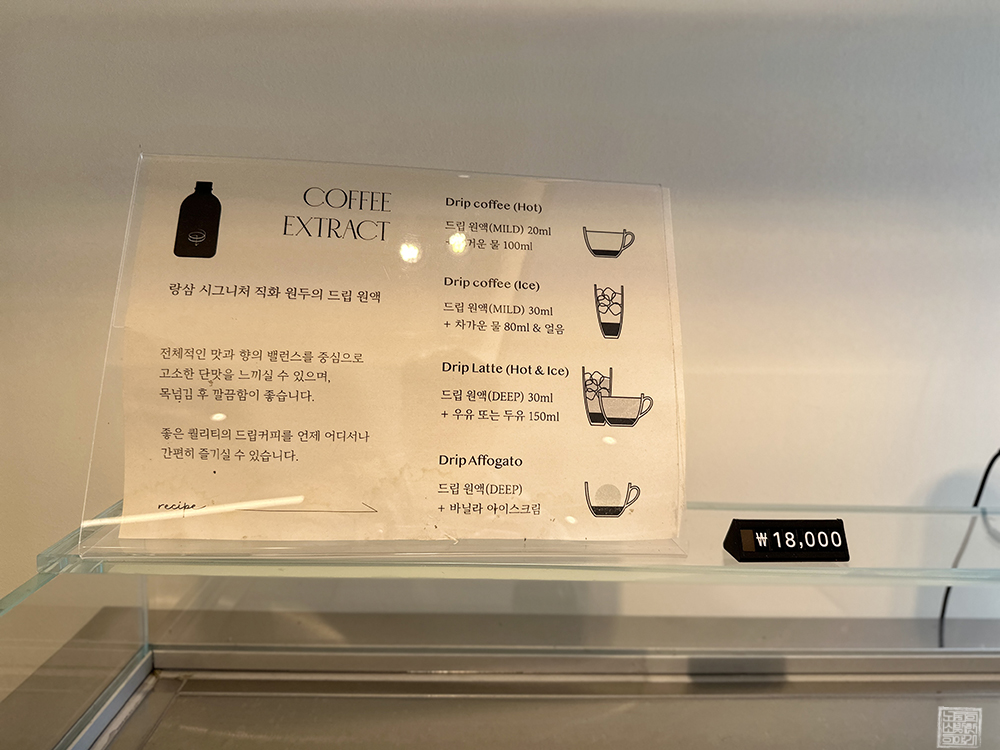 COFFEE
EXTRACT
랑삼 시그니처 직화 원두의 드립 원액
전체적인 맛과 향의 밸런스를 중심으로
고소한 단맛을 느끼실 수 있으며,
목넘김 후 깔끔함이 좋습니다.
좋은 퀄리티의 드립커피를 언제 어디서나
간편히 즐기실 수 있습니다.
recipe
Drip coffee (Hot)
드립 원액(MILD) 20ml
물 100ml
Drip coffee (Ice)
드립 원액(MILD) 30ml
+ 차가운 물 80ml & 얼음
Drip Latte (Hot & Ice)
드립 원액(DEEP) 30ml
+ 우유 또는 두유 150ml
Drip Affogato
드립 원액(DEEP)
+ 바닐라 아이스크림
₩18,000